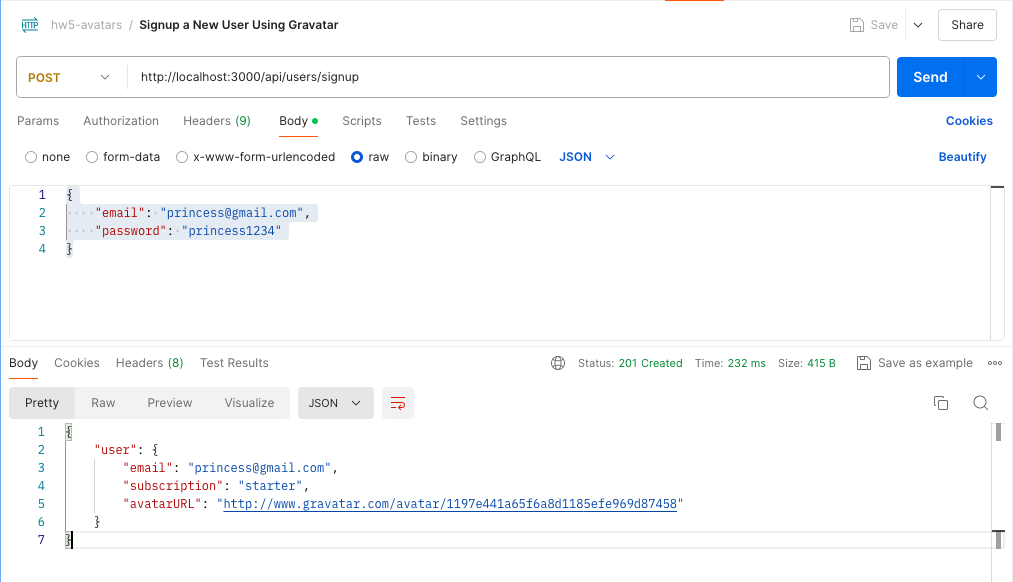 HTTP hw5-avatars / Signup a New User Using Gravatar Save Share
POST http://localhost:3000/api/users/signup Send
Params Authorization Headers (9) Body Scripts Tests Settings Cookies
none form-data x-www-form-urlencoded raw binary GraphQL JSON Beautify
1 {
2 ····"email":·"princess@gmail.com",
3 ····"password":·"princess1234"
4 }
Body Cookies Headers (8) Test Results Status: 201 Created Time: 232 ms Size: 415 B Save as example
Pretty Raw Preview Visualize JSON
1 {
2 "user": {
3 "email": "princess@gmail.com",
4 "subscription": "starter",
5 "avatarURL": "http://www.gravatar.com/avatar/1197e441a65f6a8d1185efe969d87458"
6 }
7 }